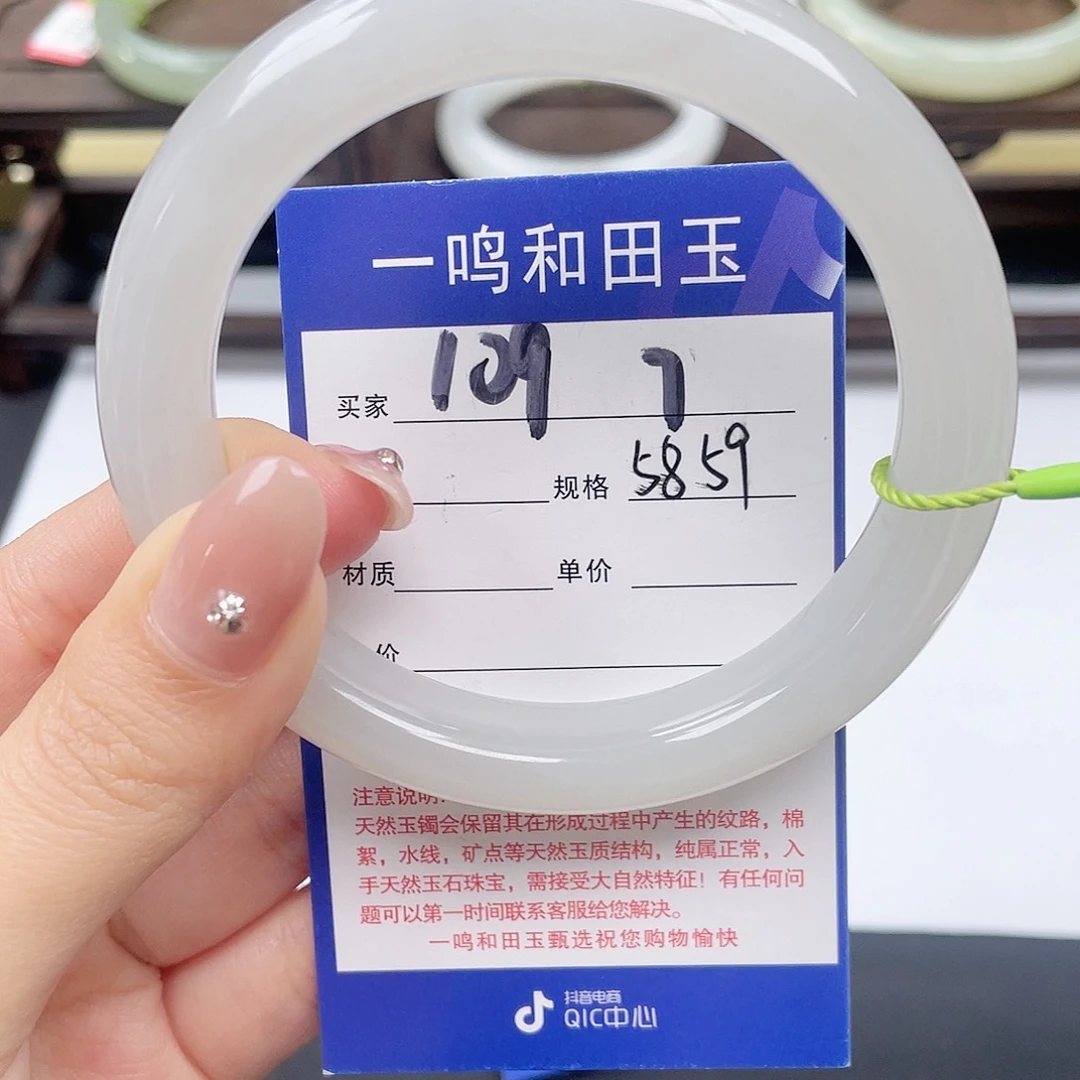 一鸣和田玉
买家 109 7
规格 5859
材质 单价
价
注意说明:
天然玉镯会保留其在形成过程中产生的纹路，棉
絮，水线，矿点等天然玉质结构，纯属正常，入
手天然玉石珠宝，需接受大自然特征！有任何问
题可以第一时间联系客服给您解决。
一鸣和田玉甄选祝您购物愉快
抖音电商
QIC中心